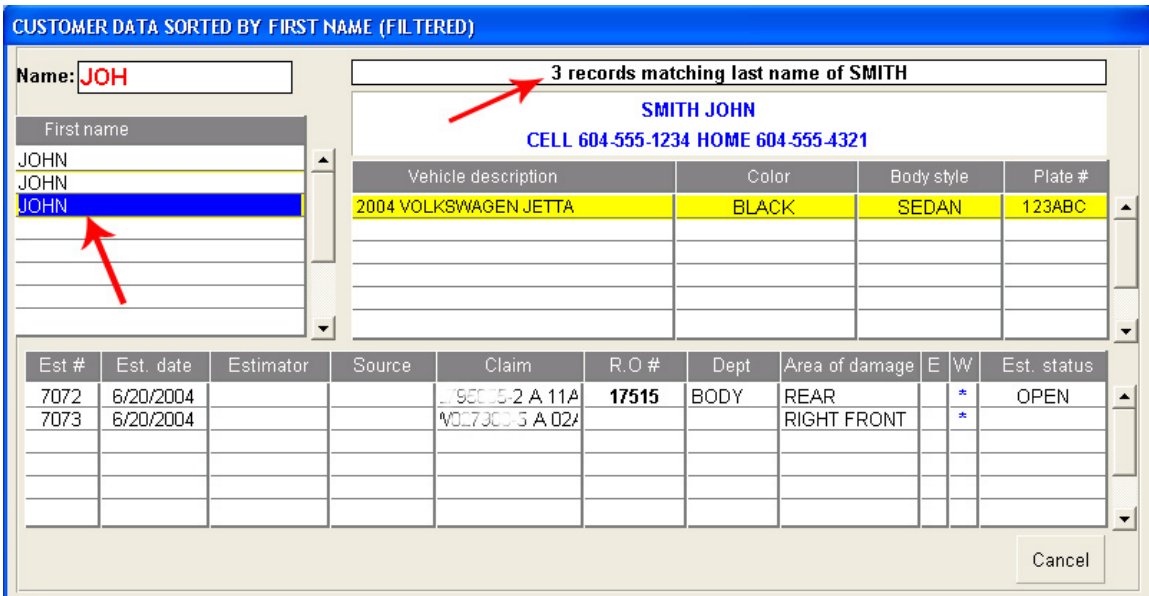 CUSTOMER DATA SORTED BY FIRST NAME (FILTERED)
Name: JOH
3 records matching last name of SMITH
SMITH JOHN
CELL 604-555-1234 HOME 604-555-4321
First name
JOHN
JOHN
JOHN
Vehicle description Color Body style Plate #
2004 VOLKSWAGEN JETTA BLACK SEDAN 123ABC
Est # Est. date Estimator Source Claim R.O # Dept Area of damage E W Est. status
7072 6/20/2004 A 11A 17515 BODY REAR * OPEN
7073 6/20/2004 A 02A RIGHT FRONT *
Cancel